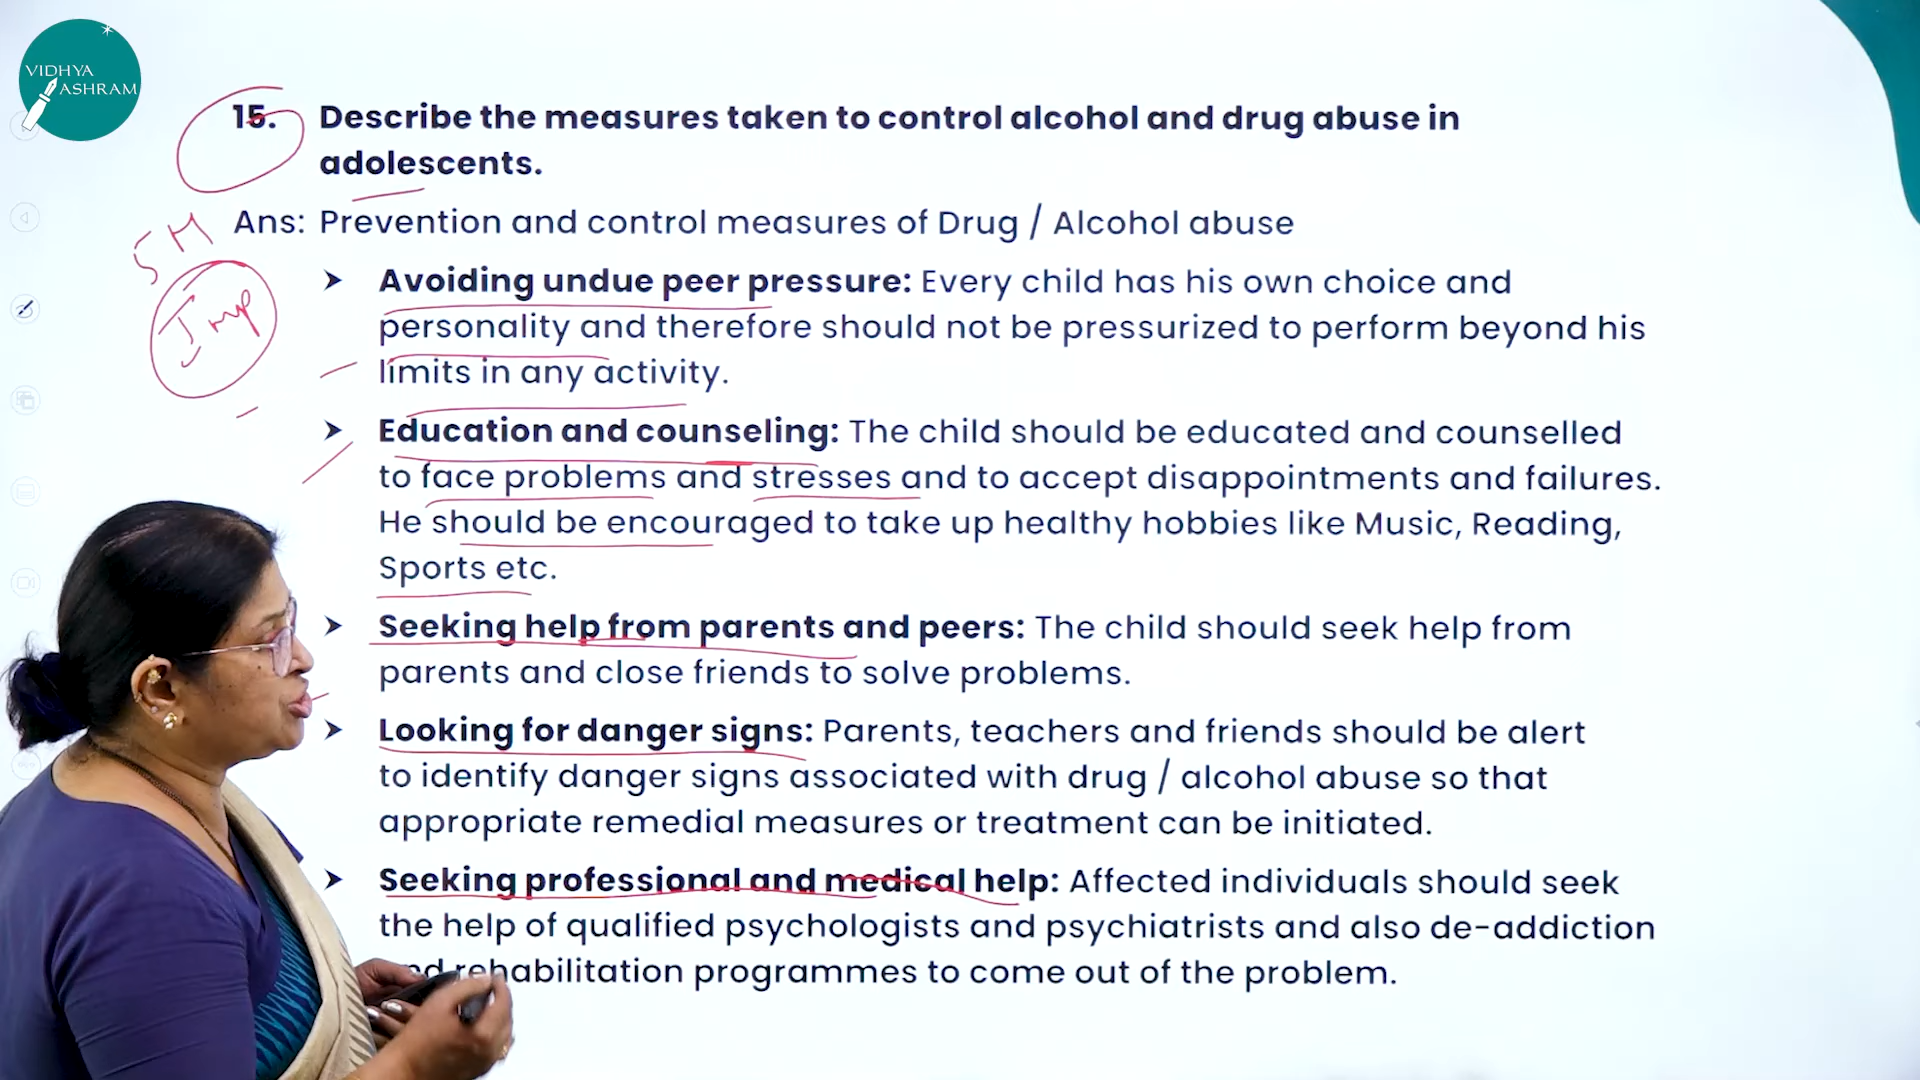 VIDHYA
ASHRAM
15. Describe the measures taken to control alcohol and drug abuse in
adolescents.
5M
Imp
Ans: Prevention and control measures of Drug / Alcohol abuse
➤ Avoiding undue peer pressure: Every child has his own choice and
personality and therefore should not be pressurized to perform beyond his
limits in any activity.
➤ Education and counseling: The child should be educated and counselled
to face problems and stresses and to accept disappointments and failures.
He should be encouraged to take up healthy hobbies like Music, Reading,
Sports etc.
➤ Seeking help from parents and peers: The child should seek help from
parents and close friends to solve problems.
➤ Looking for danger signs: Parents, teachers and friends should be alert
to identify danger signs associated with drug / alcohol abuse so that
appropriate remedial measures or treatment can be initiated.
➤ Seeking professional and medical help: Affected individuals should seek
the help of qualified psychologists and psychiatrists and also de-addiction
and rehabilitation programmes to come out of the problem.